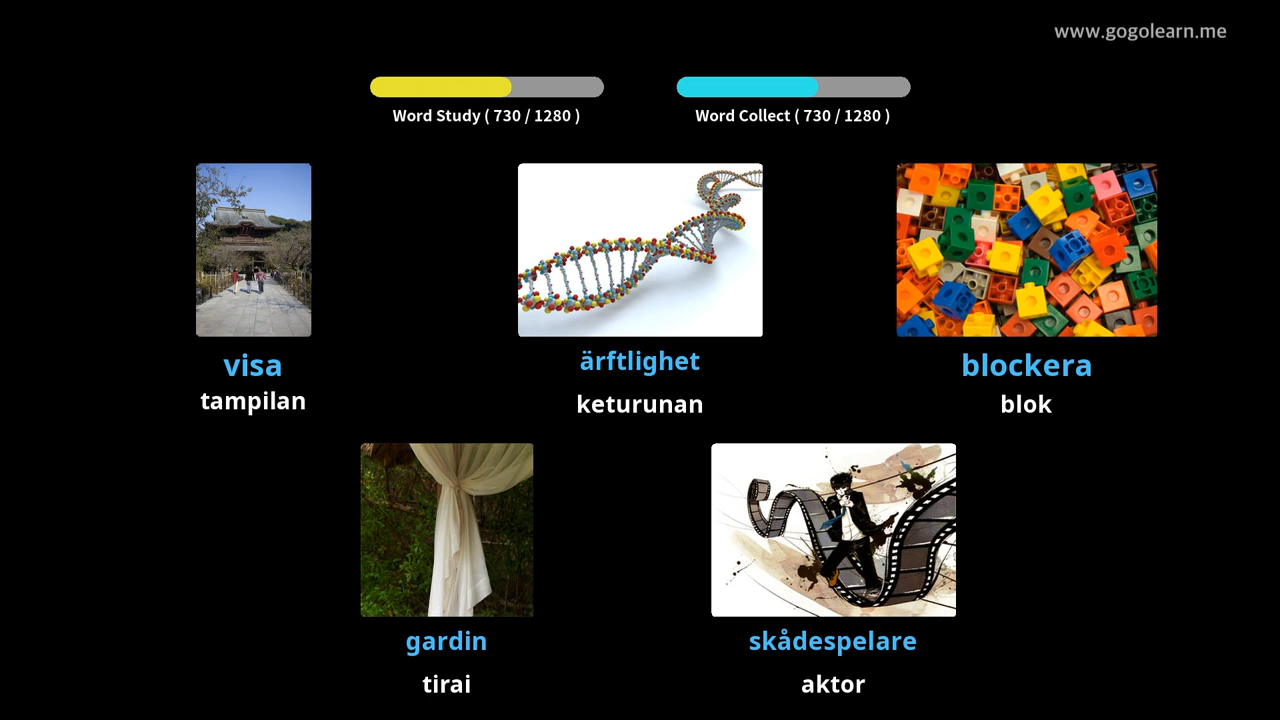 www.gogolearn.me
Word Study ( 730 / 1280 )
Word Collect ( 730 / 1280 )
visa
tampilan
ärftlighet
keturunan
blockera
blok
gardin
tirai
skådespelare
aktor